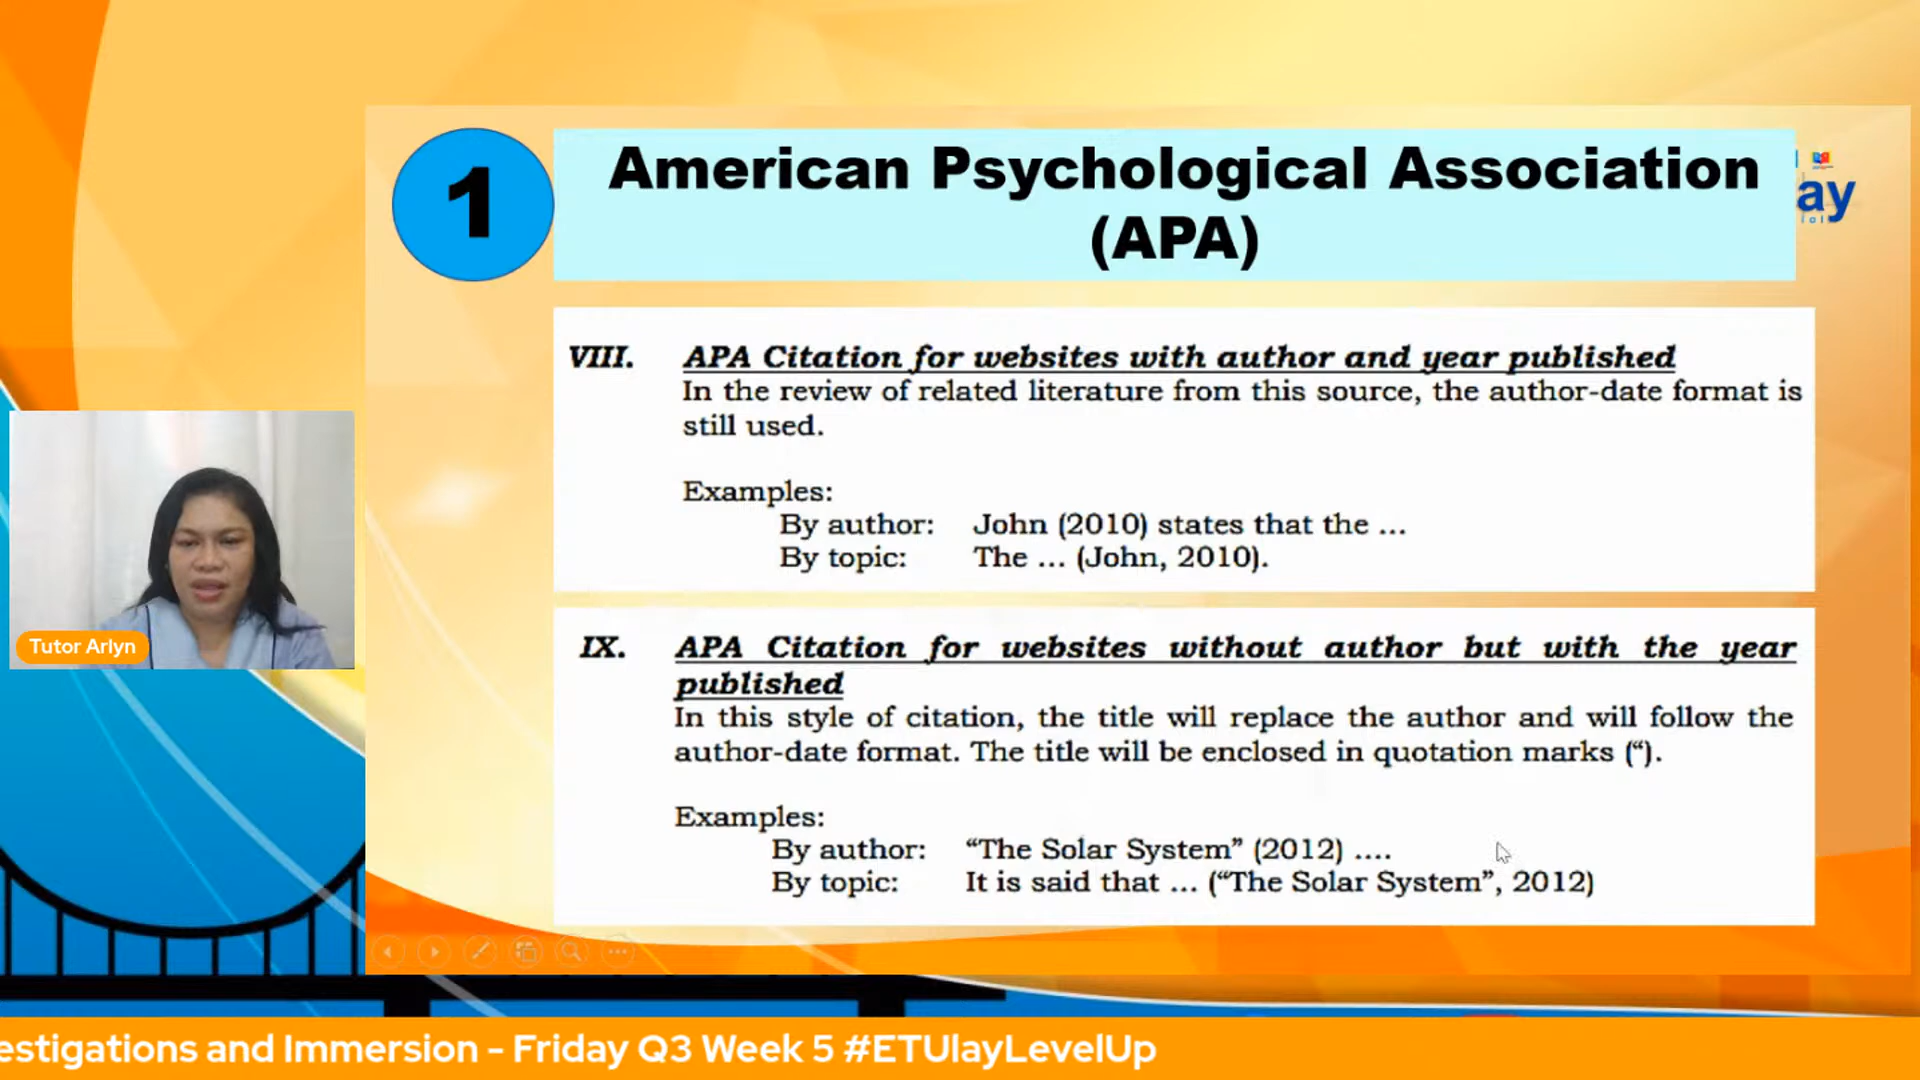 1
American Psychological Association
(APA)
ay
VIII. APA Citation for websites with author and year published
In the review of related literature from this source, the author-date format is
still used.
Examples:
By author: John (2010) states that the ...
By topic: The ... (John, 2010).
IX. APA Citation for websites without author but with the year
published
In this style of citation, the title will replace the author and will follow the
author-date format. The title will be enclosed in quotation marks (“).
Examples:
By author: “The Solar System” (2012) ....
By topic: It is said that ... (“The Solar System”, 2012)
Tutor Arlyn
estigations and Immersion - Friday Q3 Week 5 #ETUlayLevelUp